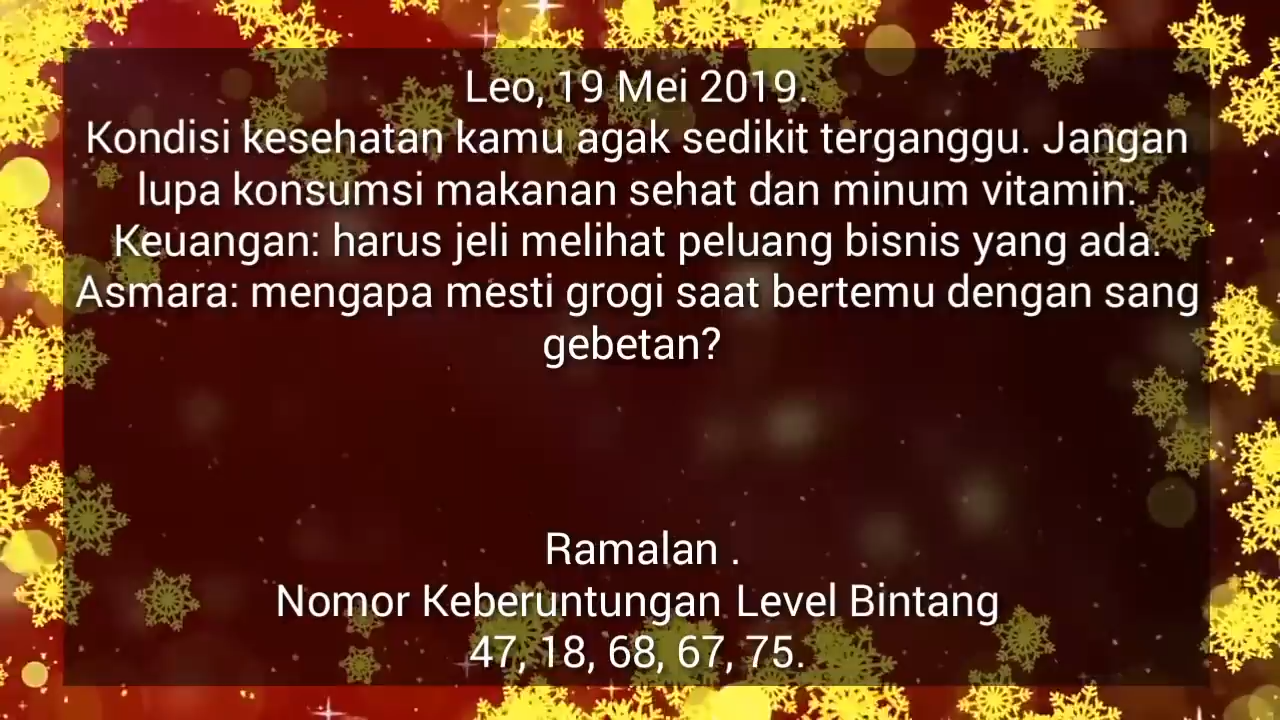 Leo, 19 Mei 2019.
Kondisi kesehatan kamu agak sedikit terganggu. Jangan
lupa konsumsi makanan sehat dan minum vitamin.
Keuangan: harus jeli melihat peluang bisnis yang ada.
Asmara: mengapa mesti grogi saat bertemu dengan sang
gebetan?
Ramalan .
Nomor Keberuntungan Level Bintang
47, 18, 68, 67, 75.